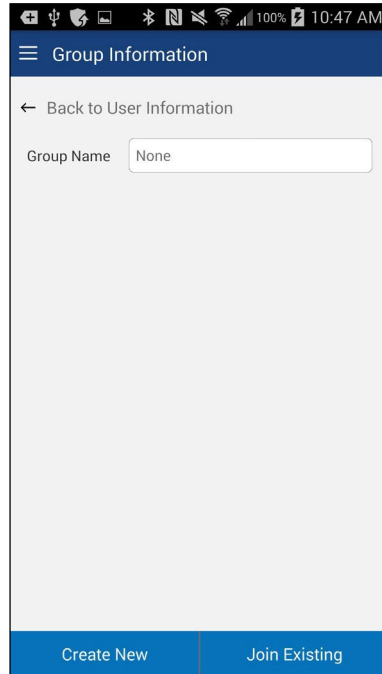 100% 10:47 AM
Group Information
← Back to User Information
Group Name None
Create New Join Existing